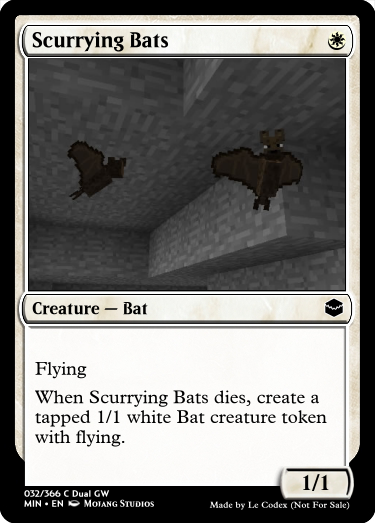 Scurrying Bats
Creature — Bat
Flying
When Scurrying Bats dies, create a
tapped 1/1 white Bat creature token
with flying.
1/1
032/366 C Dual GW
MIN • EN Mojang Studios
Made by Le Codex (Not For Sale)